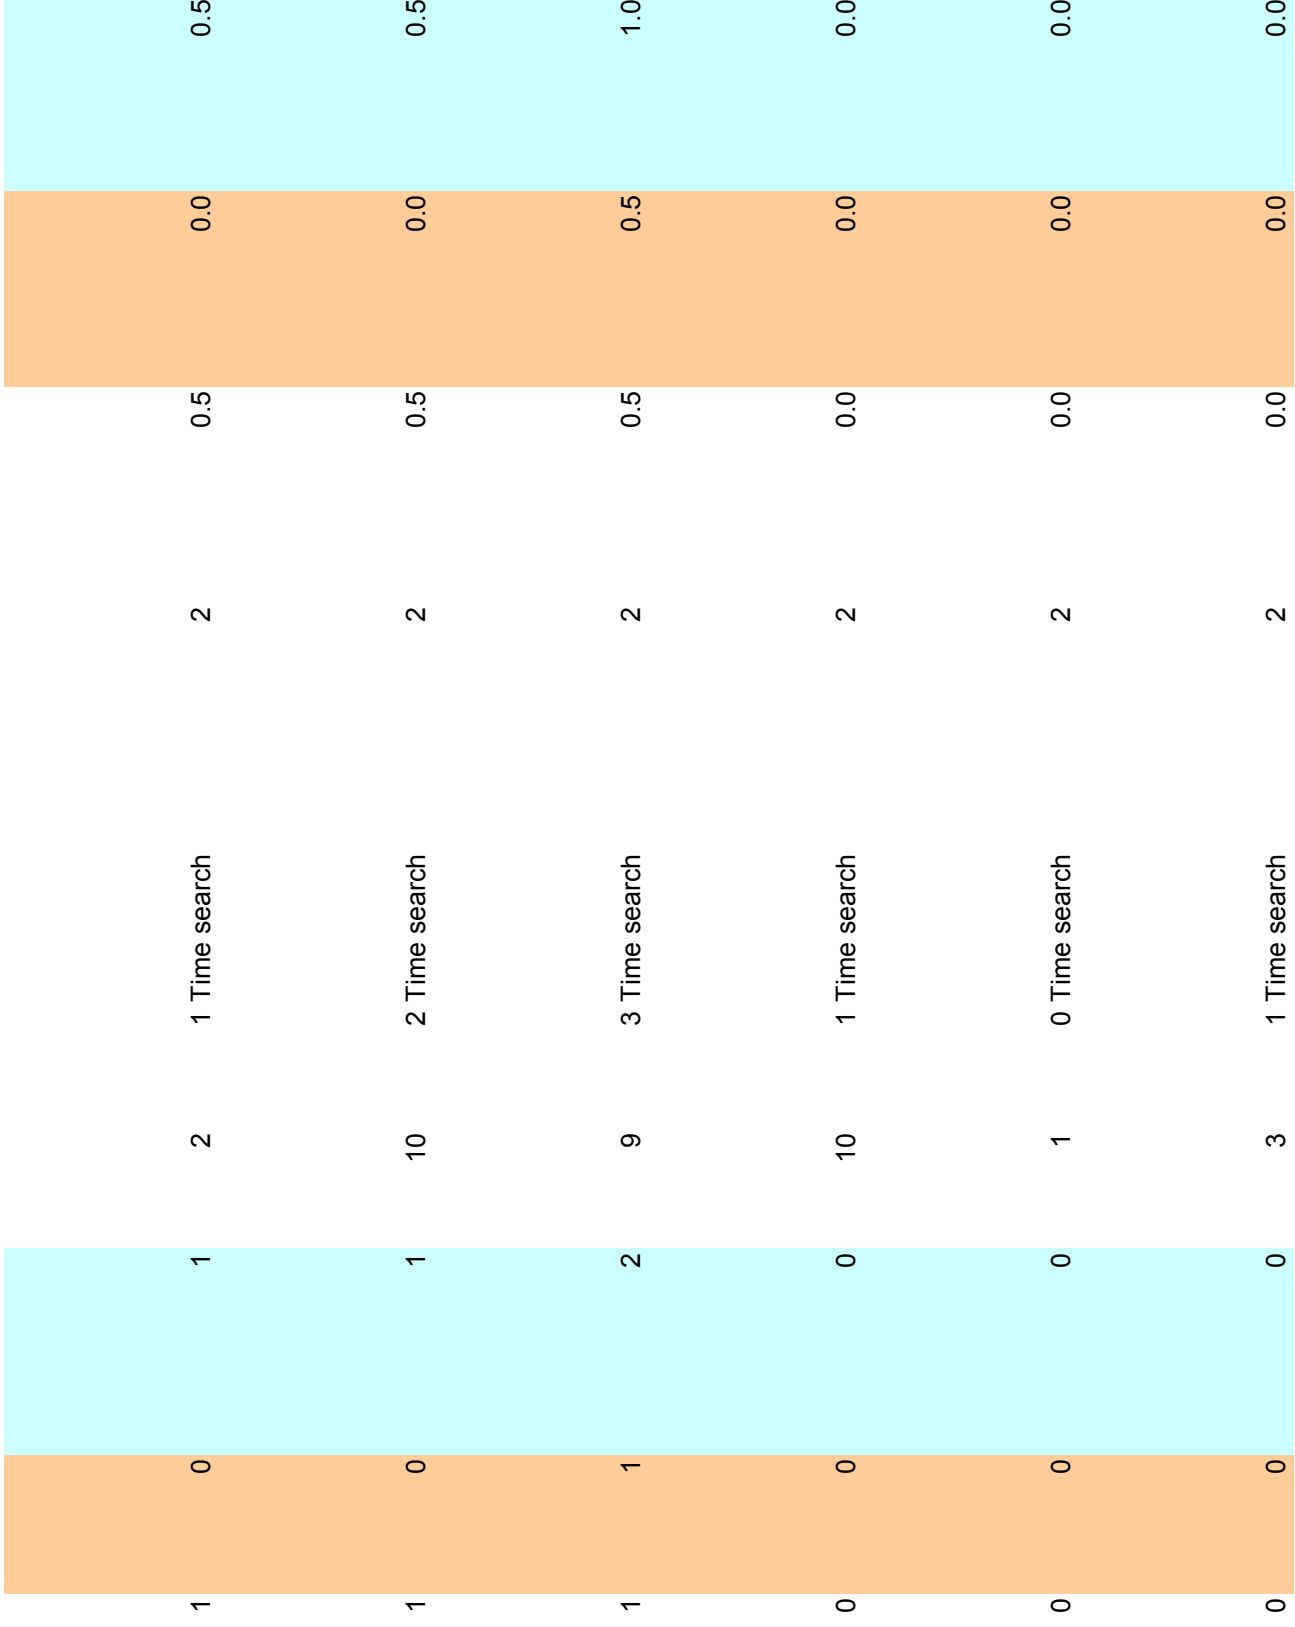 1 0 1 2 1 Time search 2 0.5 0.0 0.5
1 0 1 10 2 Time search 2 0.5 0.0 0.5
1 1 2 9 3 Time search 2 0.5 0.5 1.0
0 0 0 10 1 Time search 2 0.0 0.0 0.0
0 0 0 1 0 Time search 2 0.0 0.0 0.0
0 0 0 3 1 Time search 2 0.0 0.0 0.0